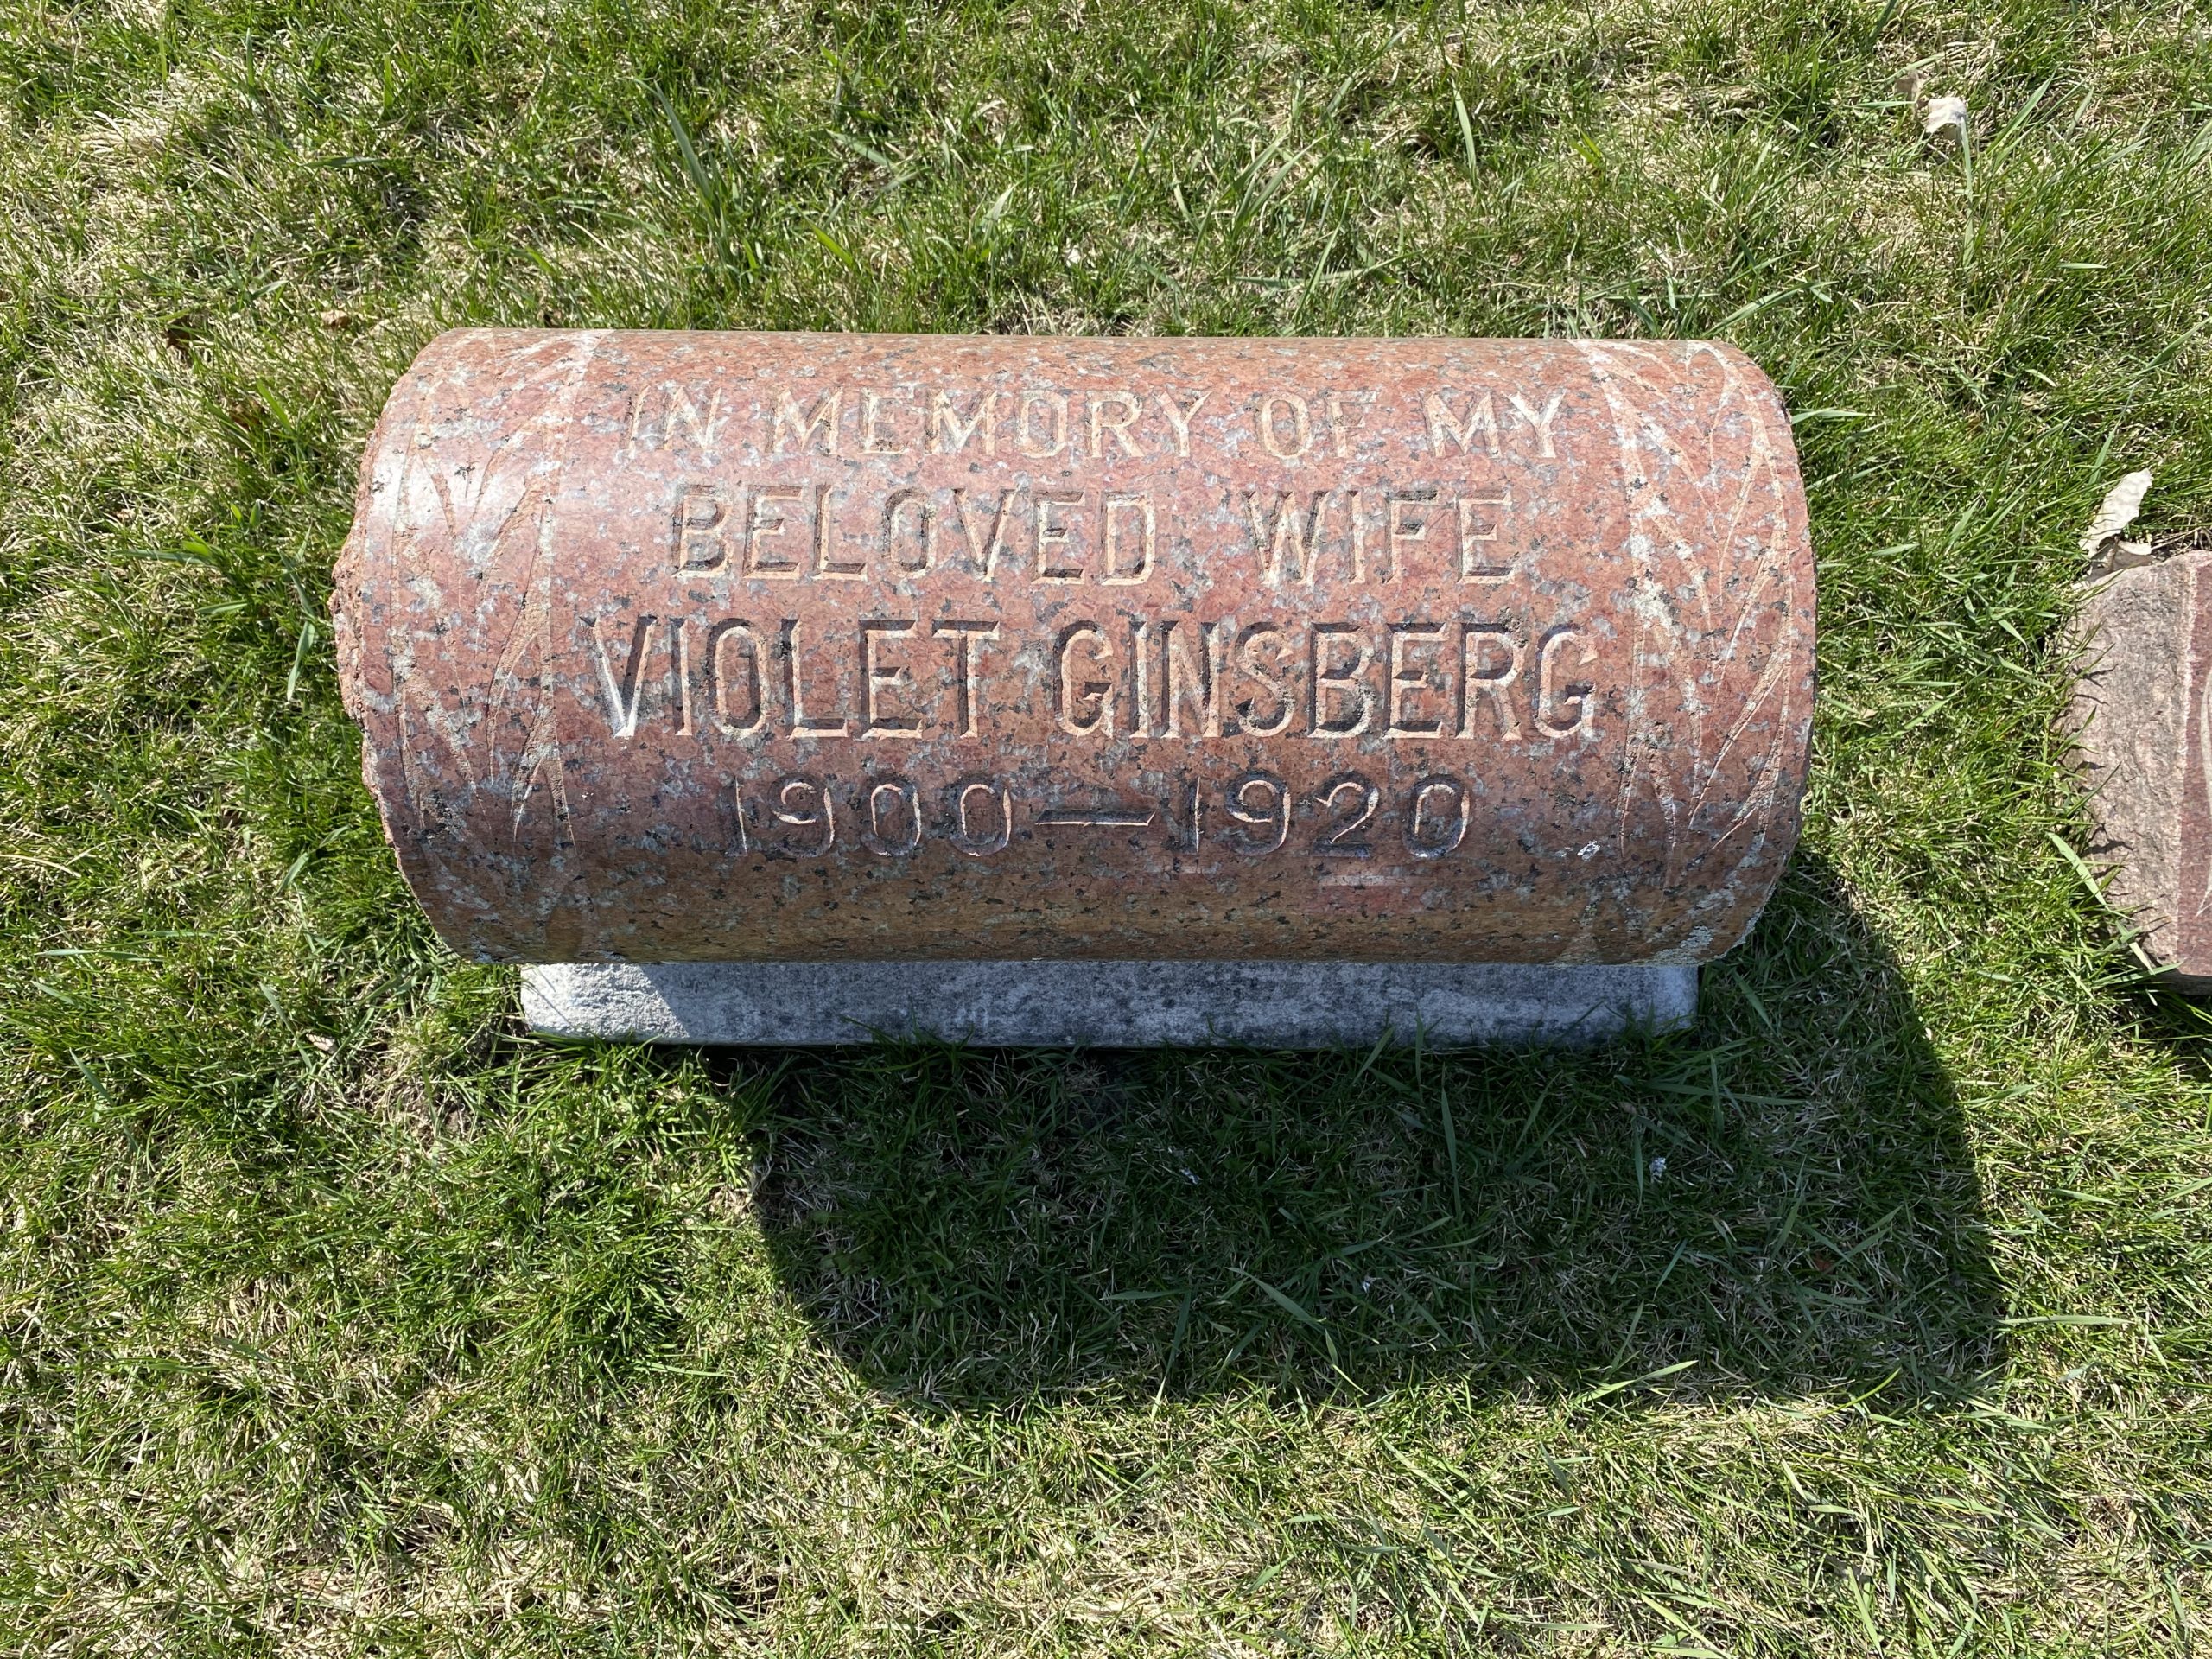 IN MEMORY OF MY
BELOVED WIFE
VIOLET GINSBERG
1900—1920